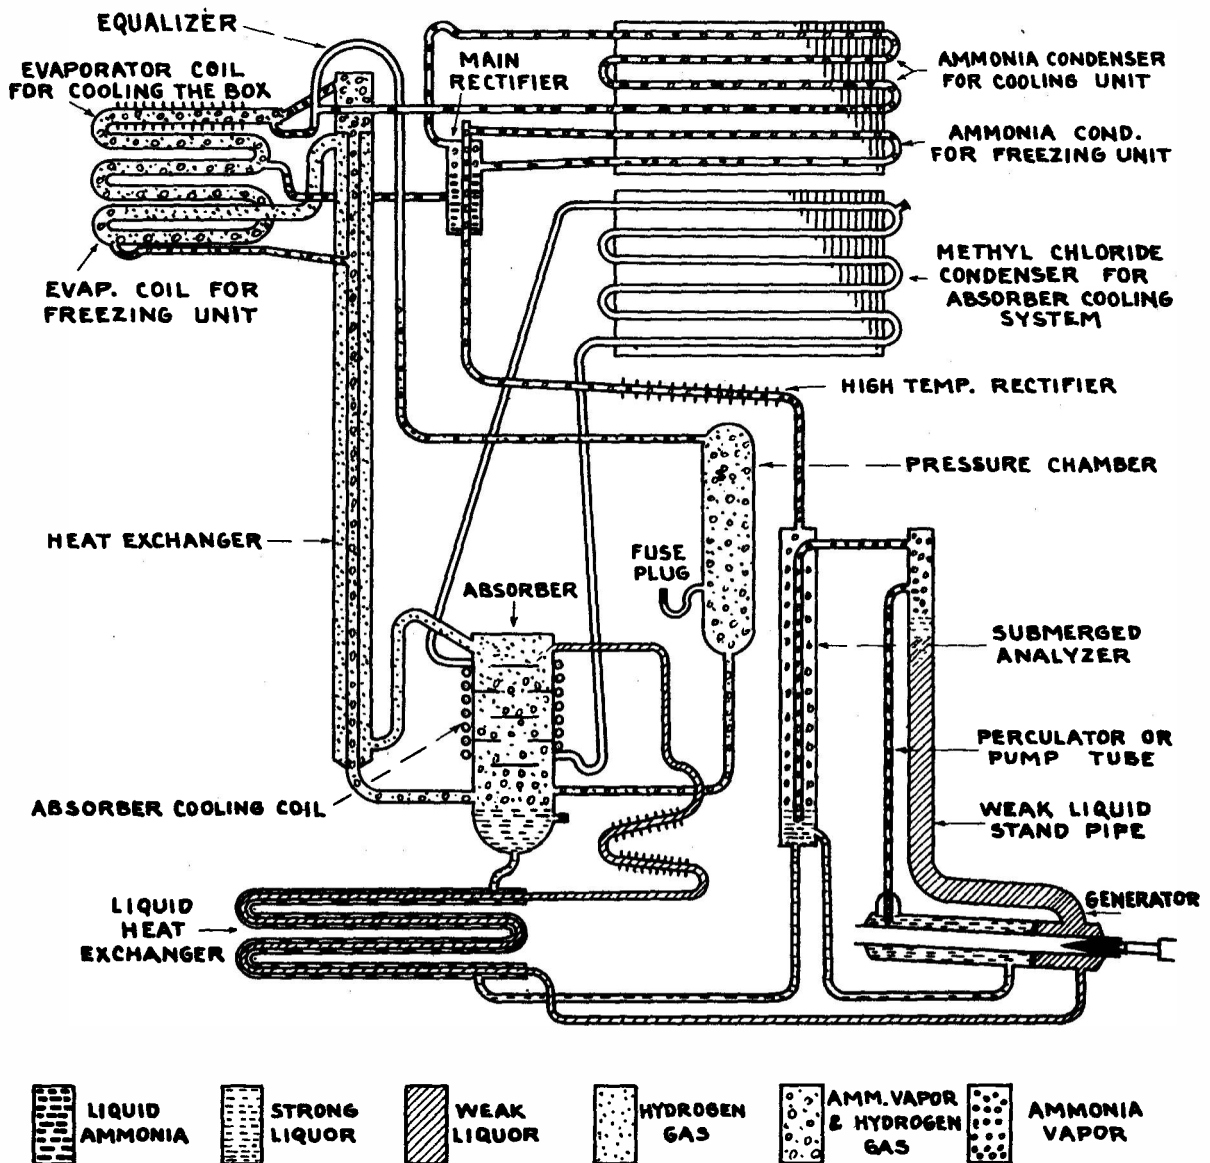 EQUALIZER
EVAPORATOR COIL
FOR COOLING THE BOX
MAIN
RECTIFIER
AMMONIA CONDENSER
FOR COOLING UNIT
AMMONIA COND.
FOR FREEZING UNIT
METHYL CHLORIDE
CONDENSER FOR
ABSORBER COOLING
SYSTEM
EVAP. COIL FOR
FREEZING UNIT
HIGH TEMP. RECTIFIER
PRESSURE CHAMBER
HEAT EXCHANGER
FUSE
PLUG
ABSORBER
SUBMERGED
ANALYZER
PERCULATOR OR
PUMP TUBE
ABSORBER COOLING COIL
WEAK LIQUID
STAND PIPE
GENERATOR
LIQUID
HEAT
EXCHANGER
LIQUID
AMMONIA
STRONG
LIQUOR
WEAK
LIQUOR
HYDROGEN
GAS
AMM. VAPOR
& HYDROGEN
GAS
AMMONIA
VAPOR